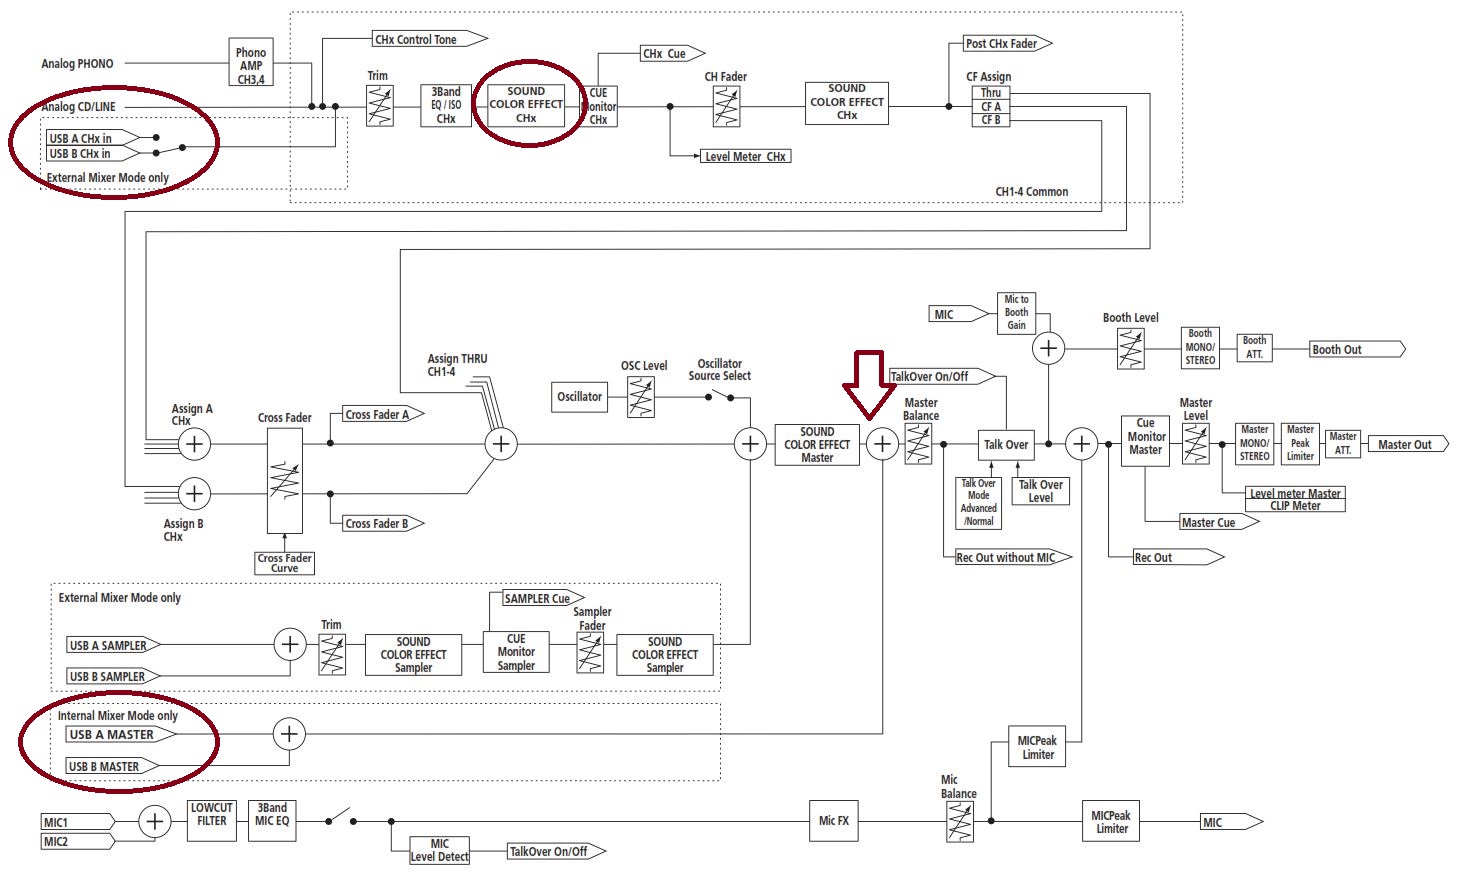 Analog PHONO
Phono
AMP
CH3,4
CHx Control Tone
Analog CD/LINE
USB A CHx in
USB B CHx in
External Mixer Mode only
Trim
3Band
EQ / ISO
CHx
SOUND
COLOR EFFECT
CHx
CUE
Monitor
CHx
CHx Cue
Level Meter CHx
CH Fader
SOUND
COLOR EFFECT
CHx
Post CHx Fader
CF Assign
Thru
CF A
CF B
CH1-4 Common
Assign A
CHx
Assign B
CHx
Cross Fader
Cross Fader A
Cross Fader B
Cross Fader
Curve
Assign THRU
CH1-4
Oscillator
OSC Level
Oscillator
Source Select
SOUND
COLOR EFFECT
Master
TalkOver On/Off
Master
Balance
Talk Over
Talk Over
Mode
Advanced
/Normal
Talk Over
Level
Rec Out without MIC
MIC
Mic to
Booth
Gain
Booth Level
Booth
MONO/
STEREO
Booth
ATT.
Booth Out
Cue
Monitor
Master
Master
Level
Master
MONO/
STEREO
Master
Peak
Limiter
Master
ATT.
Master Out
Level meter Master
CLIP Meter
Master Cue
Rec Out
External Mixer Mode only
USB A SAMPLER
USB B SAMPLER
Trim
SOUND
COLOR EFFECT
Sampler
SAMPLER Cue
CUE
Monitor
Sampler
Sampler
Fader
SOUND
COLOR EFFECT
Sampler
Internal Mixer Mode only
USB A MASTER
USB B MASTER
MIC1
MIC2
LOWCUT
FILTER
3Band
MIC EQ
MIC
Level Detect
TalkOver On/Off
Mic FX
Mic
Balance
MICPeak
Limiter
MICPeak
Limiter
MIC